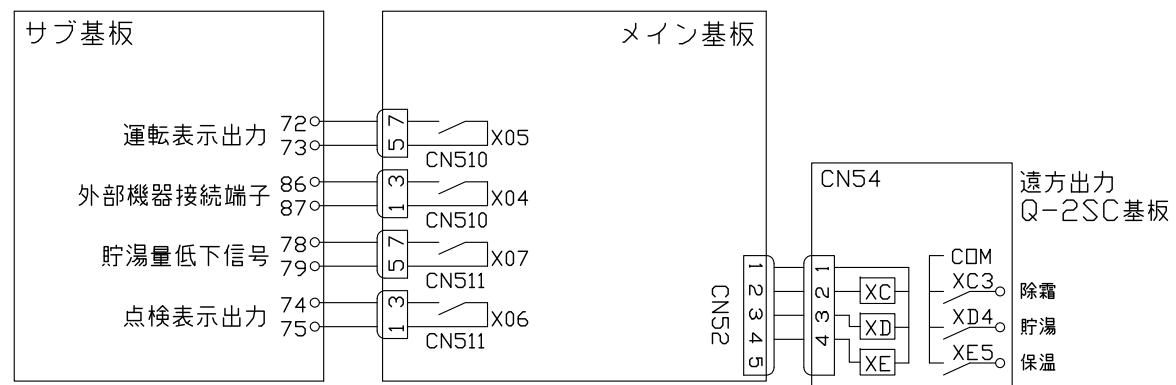 サブ基板
メイン基板
運転表示出力
72
73
7
5
X05
CN510
外部機器接続端子
86
87
3
1
X04
CN510
貯湯量低下信号
78
79
7
5
X07
CN511
点検表示出力
74
75
3
1
X06
CN511
CN52
1
2
3
4
5
CN54
遠方出力
Q-2SC基板
1
2
3
4
XC
XD
XE
COM
XC3
除霜
XD4
貯湯
XE5
保温